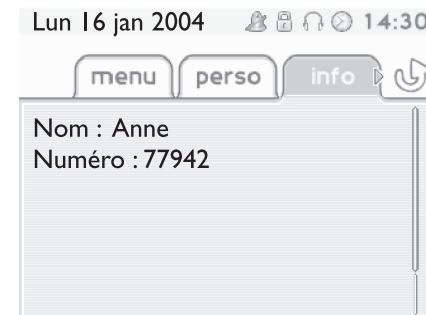 Lun 16 jan 2004 14:30
menu perso info
Nom : Anne
Numéro : 77942